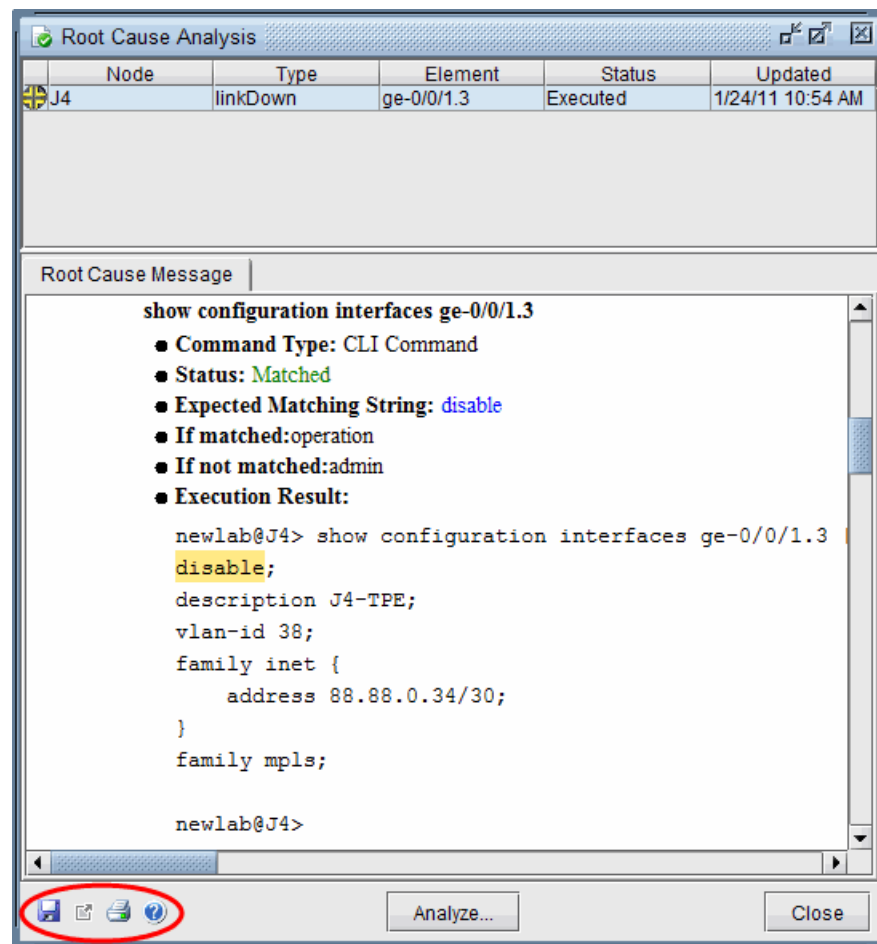 Root Cause Analysis
Node Type Element Status Updated
J4 linkDown ge-0/0/1.3 Executed 1/24/11 10:54 AM
Root Cause Message
show configuration interfaces ge-0/0/1.3
● Command Type: CLI Command
● Status: Matched
● Expected Matching String: disable
● If matched:operation
● If not matched:admin
● Execution Result:
newlab@J4> show configuration interfaces ge-0/0/1.3
disable;
description J4-TPE;
vlan-id 38;
family inet {
address 88.88.0.34/30;
}
family mpls;
newlab@J4>
Analyze... Close